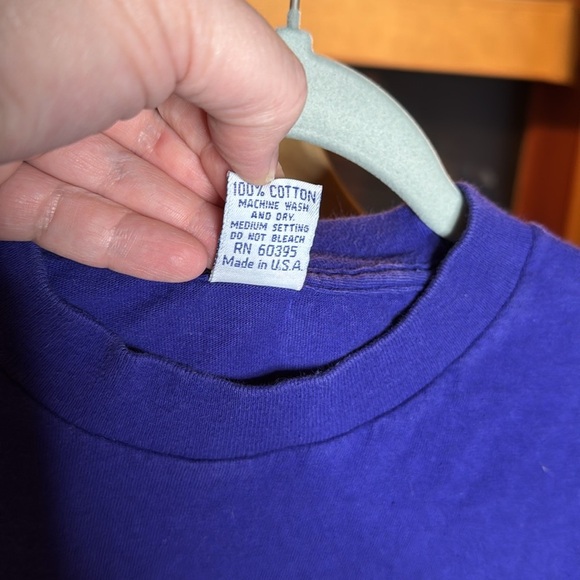 100% COTTON
MACHINE WASH
AND DRY.
MEDIUM SETTING
DO NOT BLEACH
RN 60395
Made in U.S.A.